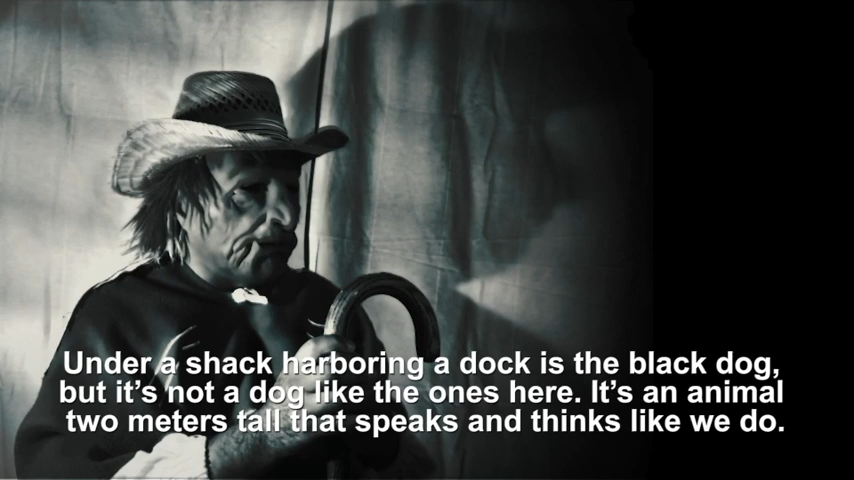 Under a shack harboring a dock is the black dog,
but it's not a dog like the ones here. It's an animal
two meters tall that speaks and thinks like we do.